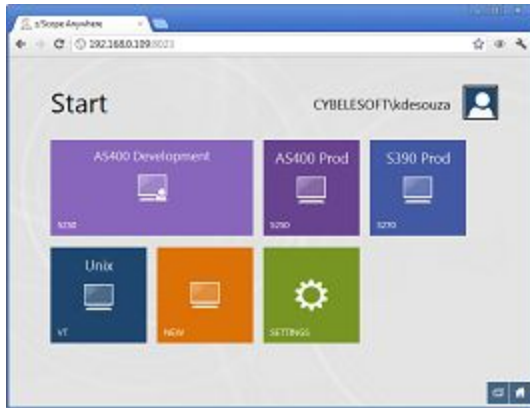 z/Scope Anywhere
192.168.0.109:8023
Start
CYBELESOFT\kdesouza
AS400 Development
5250
AS400 Prod
5250
S390 Prod
3270
Unix
VT
NEW
SETTINGS